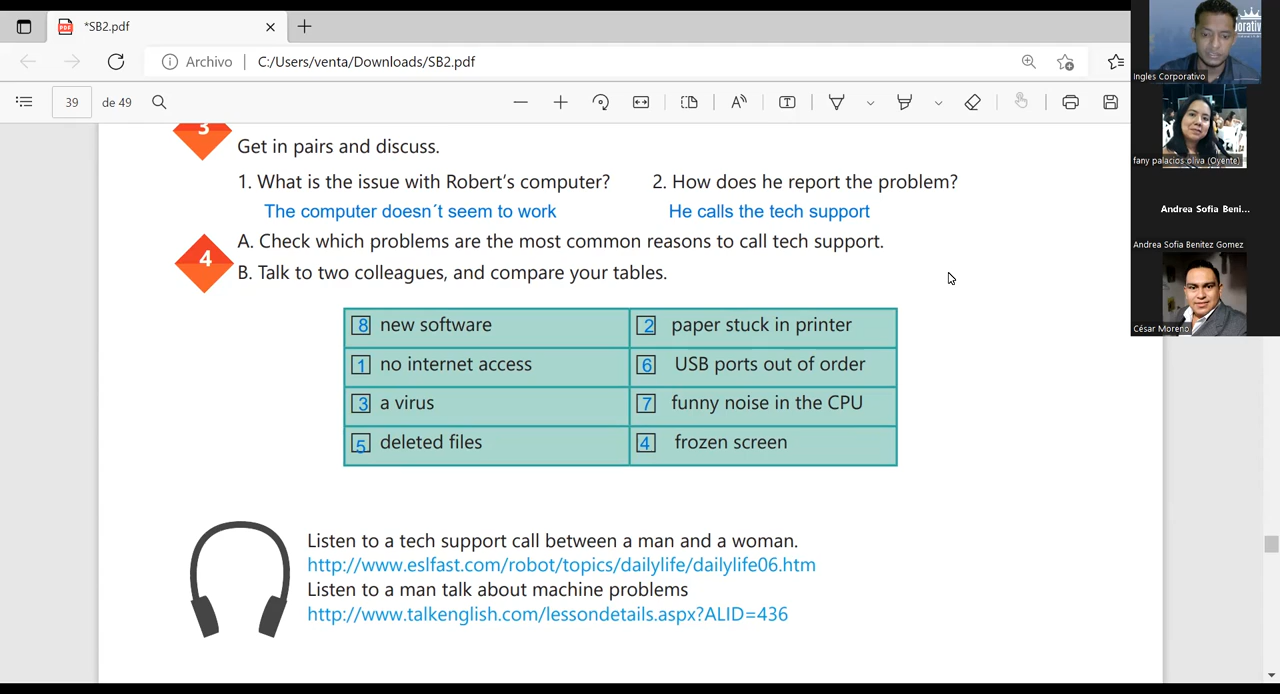 *SB2.pdf
Archivo | C:/Users/venta/Downloads/SB2.pdf
39 de 49
Ingles Corporativo
fany palacios oliva (Oyente)
Andrea Sofia Beni...
Andrea Sofia Benitez Gomez
César Moreno
3
Get in pairs and discuss.
1. What is the issue with Robert's computer? 2. How does he report the problem?
The computer doesn´t seem to work He calls the tech support
4
A. Check which problems are the most common reasons to call tech support.
B. Talk to two colleagues, and compare your tables.
8 new software 2 paper stuck in printer
1 no internet access 6 USB ports out of order
3 a virus 7 funny noise in the CPU
5 deleted files 4 frozen screen
Listen to a tech support call between a man and a woman.
http://www.eslfast.com/robot/topics/dailylife/dailylife06.htm
Listen to a man talk about machine problems
http://www.talkenglish.com/lessondetails.aspx?ALID=436